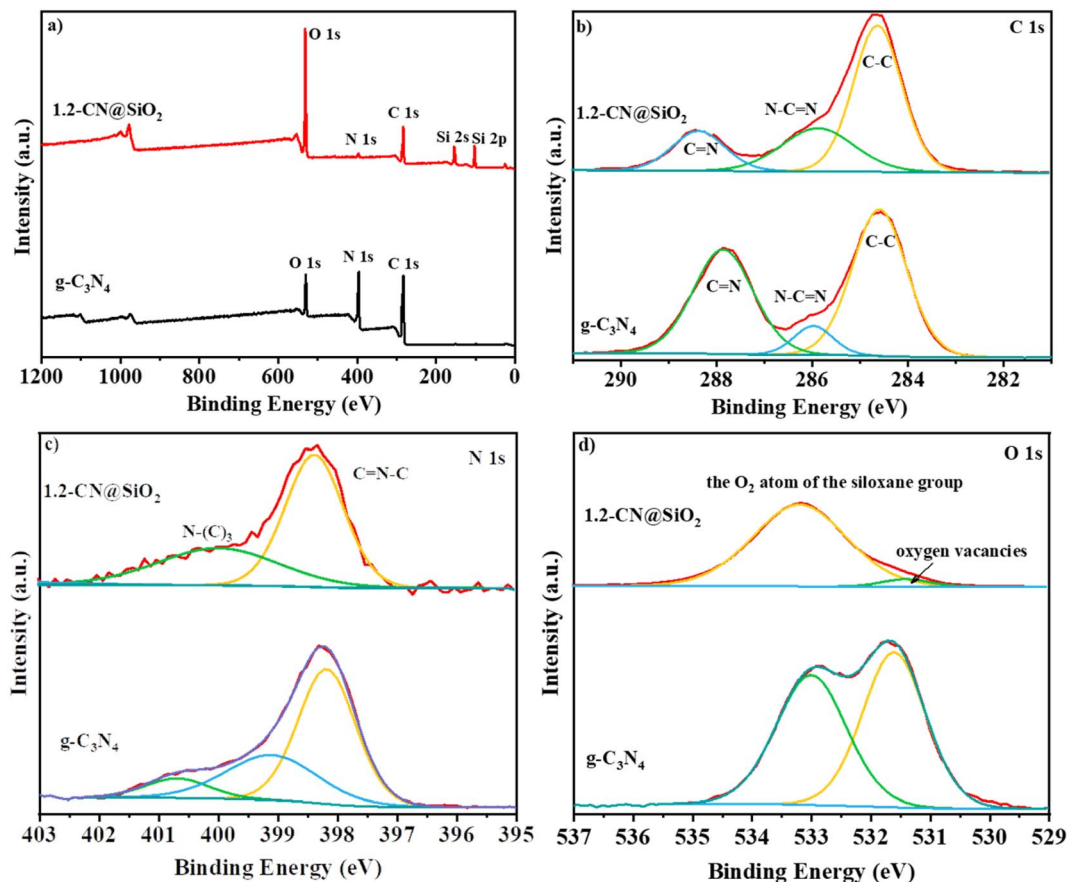 a)
O 1s
1.2-CN@SiO₂
N 1s
C 1s
Si 2s
Si 2p
O 1s
N 1s
C 1s
g-C₃N₄
Intensity (a.u.)
1200 1000 800 600 400 200 0
Binding Energy (eV)
b)
C 1s
C-C
1.2-CN@SiO₂
N-C=N
C=N
C-C
C=N
N-C=N
g-C₃N₄
Intensity (a.u.)
290 288 286 284 282
Binding Energy (eV)
c)
N 1s
C=N-C
1.2-CN@SiO₂
N-(C)₃
g-C₃N₄
Intensity (a.u.)
403 402 401 400 399 398 397 396 395
Binding Energy (eV)
d)
O 1s
the O₂ atom of the siloxane group
1.2-CN@SiO₂
oxygen vacancies
g-C₃N₄
Intensity (a.u.)
537 536 535 534 533 532 531 530 529
Binding Energy (eV)